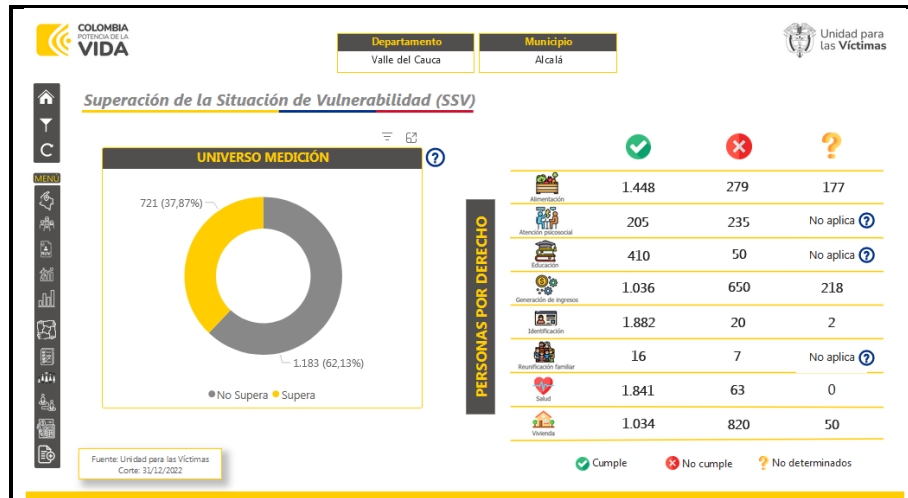 COLOMBIA
POTENCIA DE LA
VIDA
Departamento
Valle del Cauca
Municipio
Alcalá
Unidad para
las Víctimas
Superación de la Situación de Vulnerabilidad (SSV)
MENÚ
UNIVERSO MEDICIÓN
?
721 (37,87%)
1.183 (62,13%)
No Supera Supera
PERSONAS POR DERECHO
?
Alimentación 1.448 279 177
Atención psicosocial 205 235 No aplica ?
Educación 410 50 No aplica ?
Generación de ingresos 1.036 650 218
Identificación 1.882 20 2
Reunificación familiar 16 7 No aplica ?
Salud 1.841 63 0
Vivienda 1.034 820 50
Cumple No cumple ? No determinados
Fuente: Unidad para las Víctimas
Corte: 31/12/2022